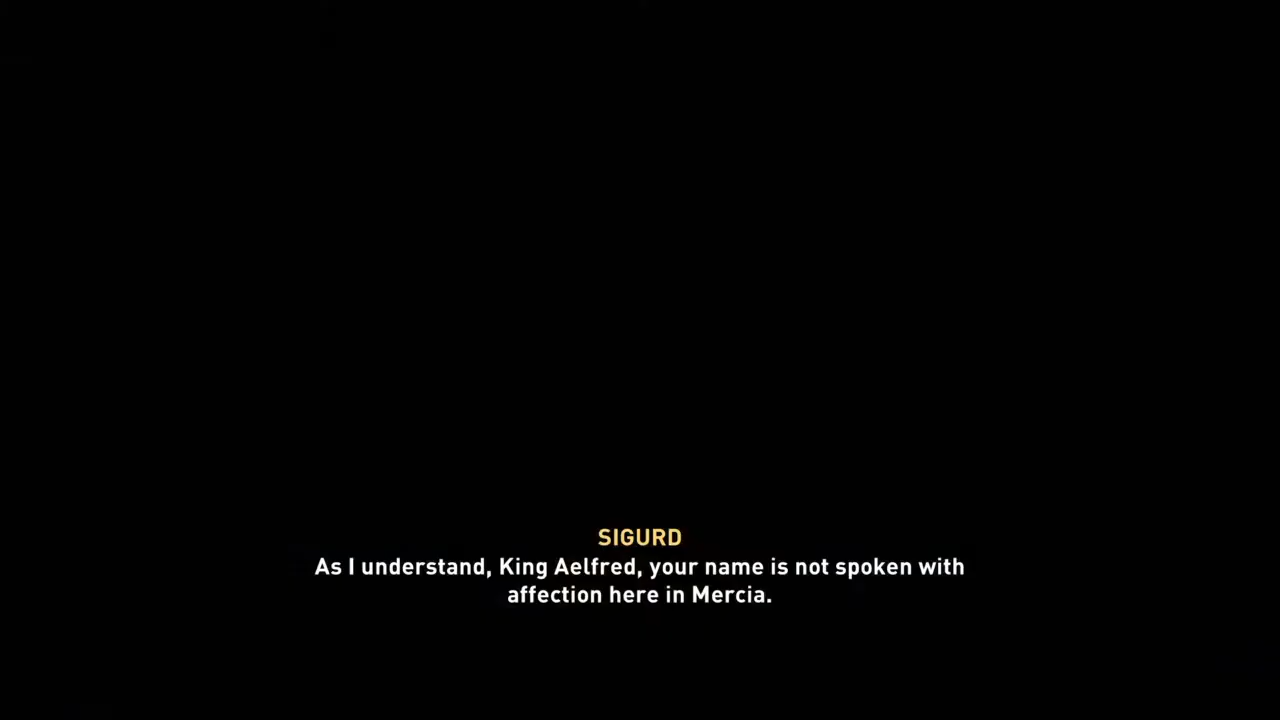 SIGURD
As I understand, King Aelfred, your name is not spoken with
affection here in Mercia.